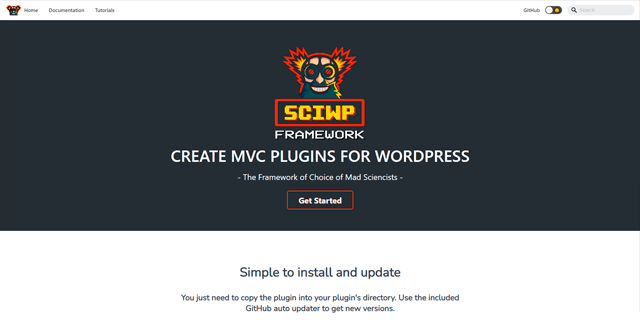 Home Documentation Tutorials GitHub Search
SCIWP
FRAMEWORK
CREATE MVC PLUGINS FOR WORDPRESS
- The Framework of Choice of Mad Sciencists -
Get Started
Simple to install and update
You just need to copy the plugin into your plugin's directory. Use the included
GitHub auto updater to get new versions.